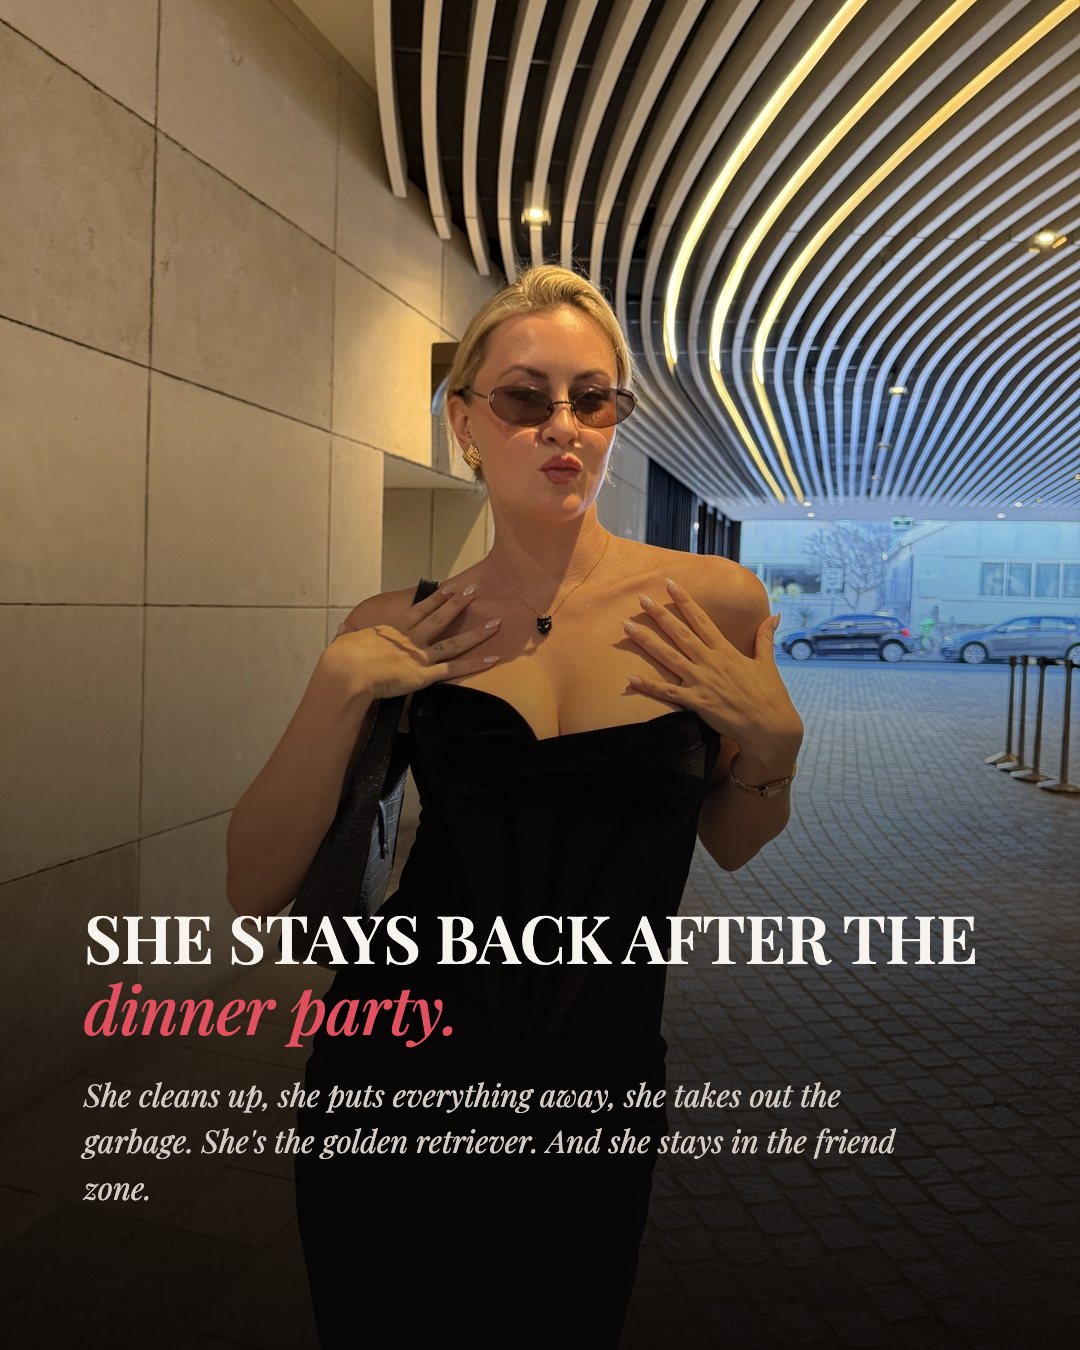 SHE STAYS BACK AFTER THE
dinner party.
She cleans up, she puts everything away, she takes out the
garbage. She's the golden retriever. And she stays in the friend
zone.